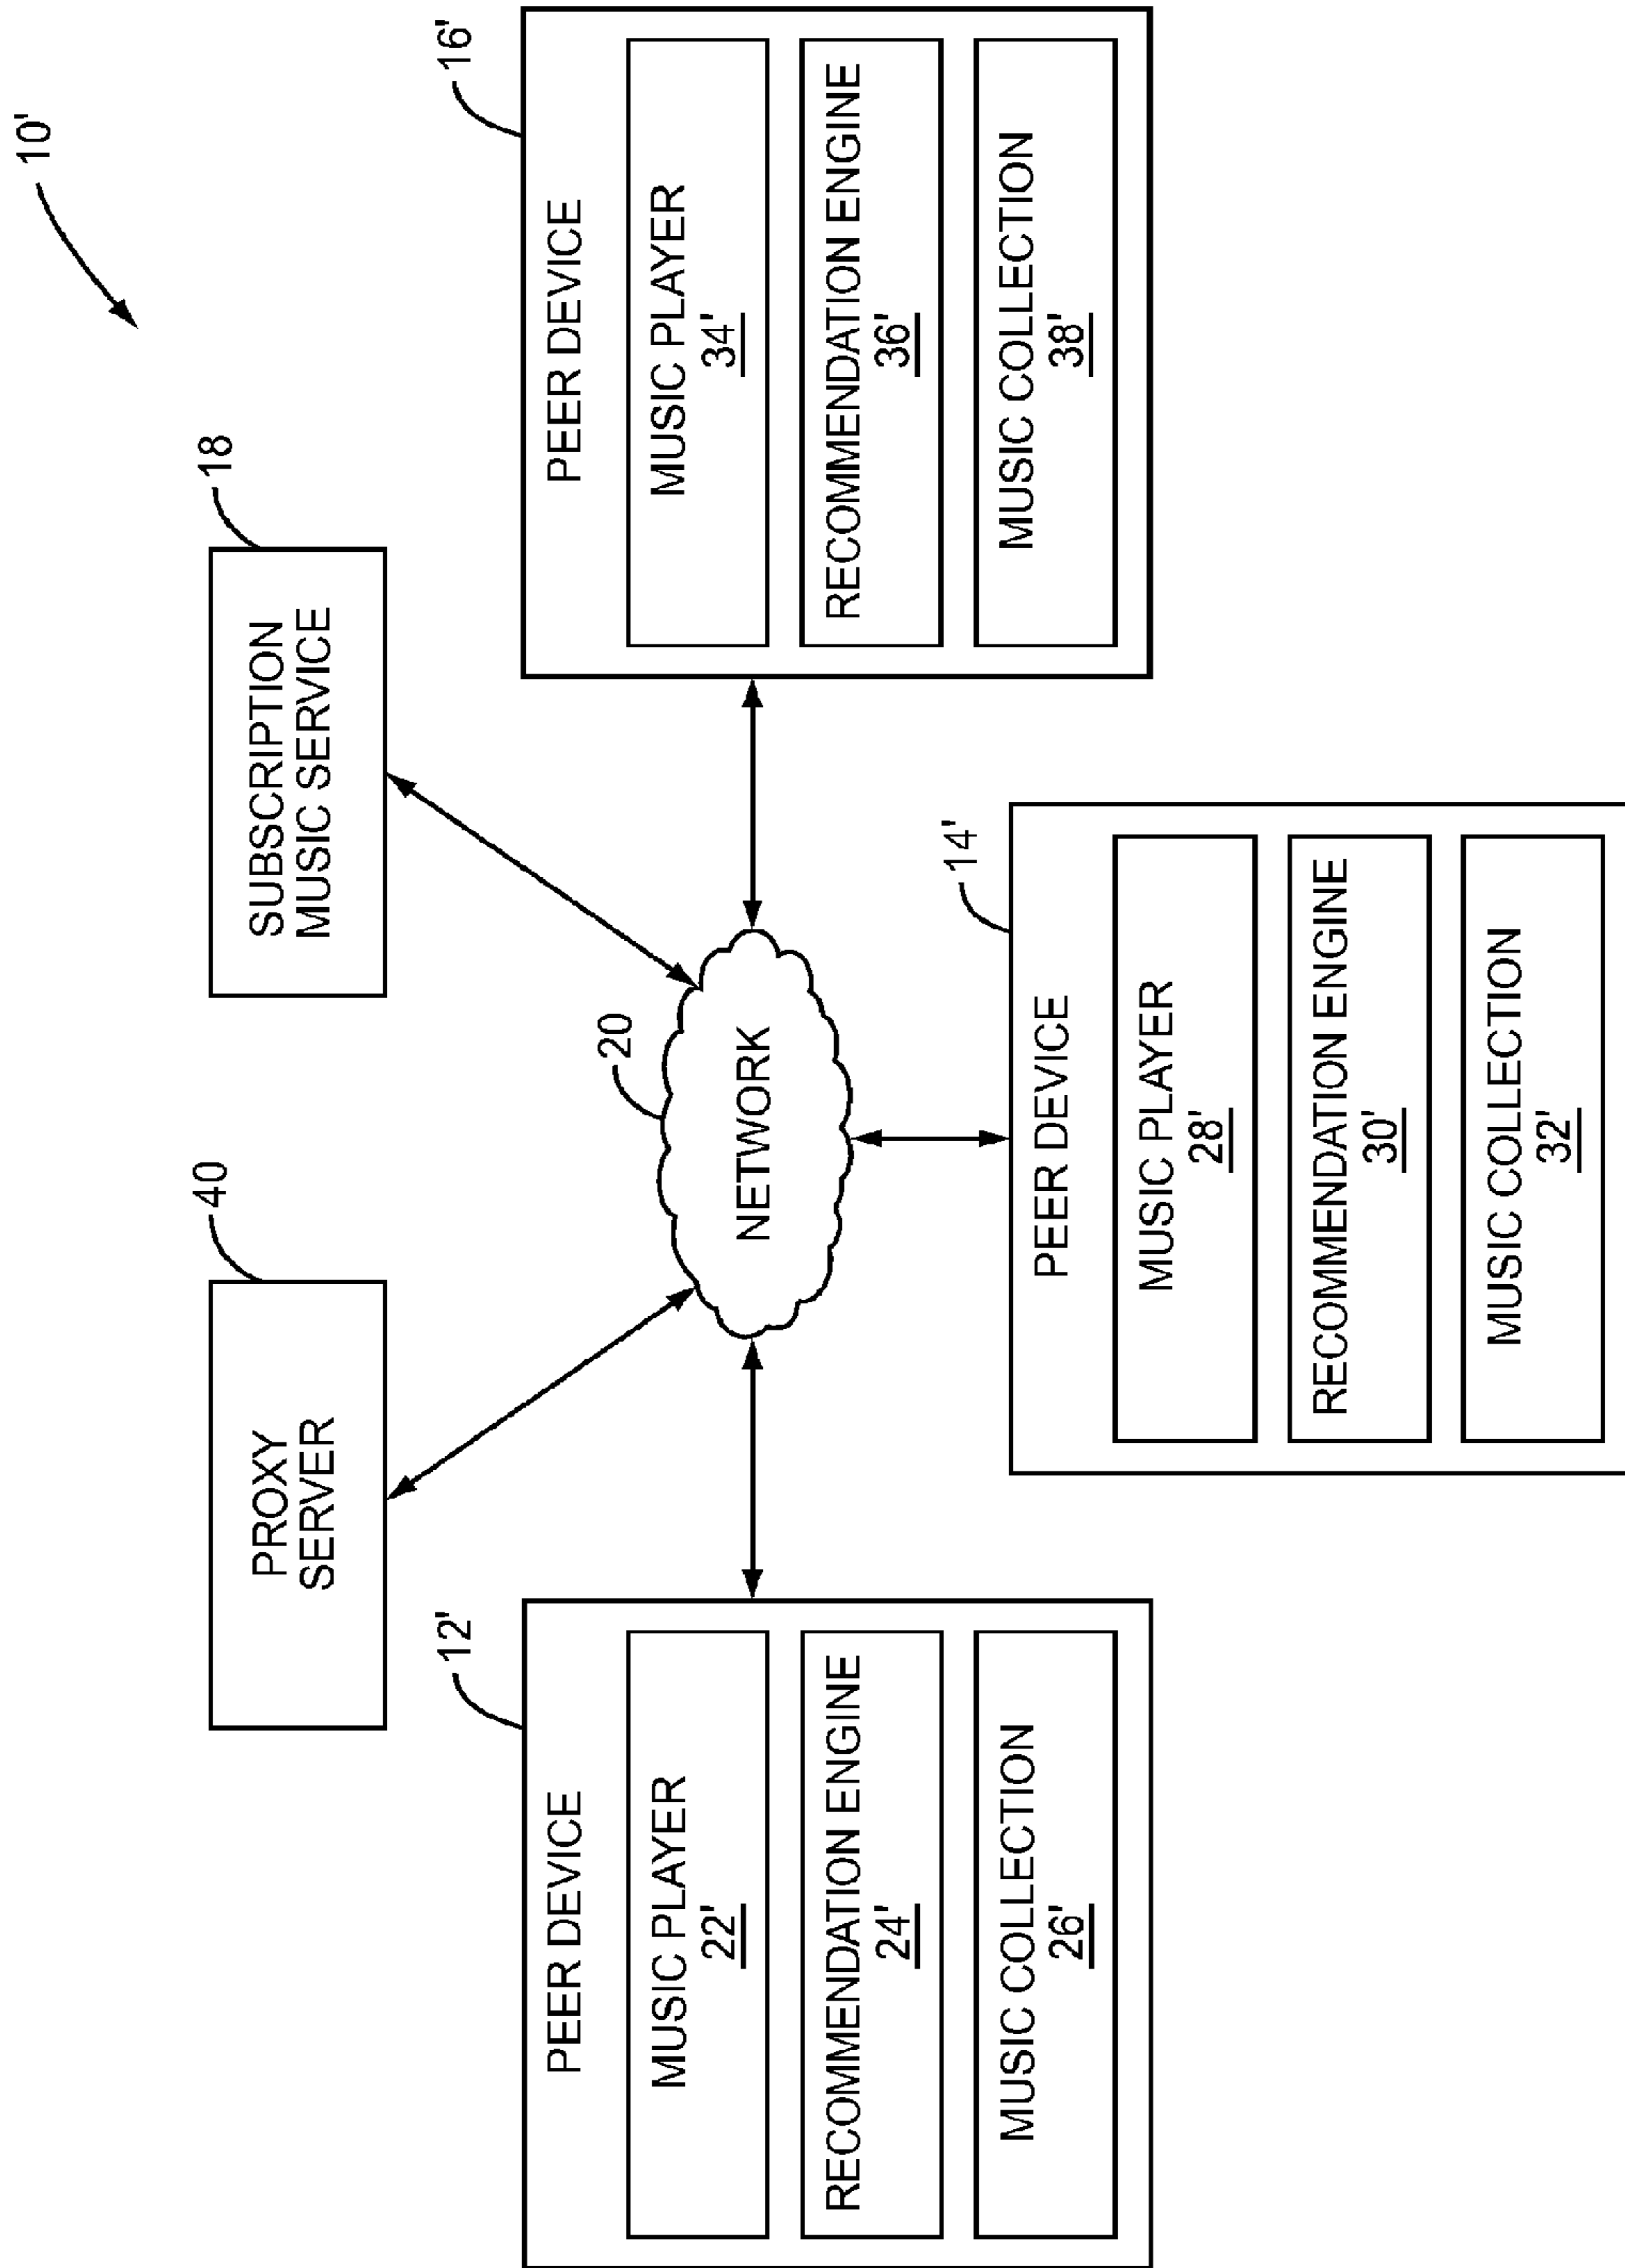 10'
40
PROXY
SERVER
18
SUBSCRIPTION
MUSIC SERVICE
20
NETWORK
12'
PEER DEVICE
MUSIC PLAYER
22'
RECOMMENDATION ENGINE
24'
MUSIC COLLECTION
26'
16'
PEER DEVICE
MUSIC PLAYER
34'
RECOMMENDATION ENGINE
36'
MUSIC COLLECTION
38'
14'
PEER DEVICE
MUSIC PLAYER
28'
RECOMMENDATION ENGINE
30'
MUSIC COLLECTION
32'